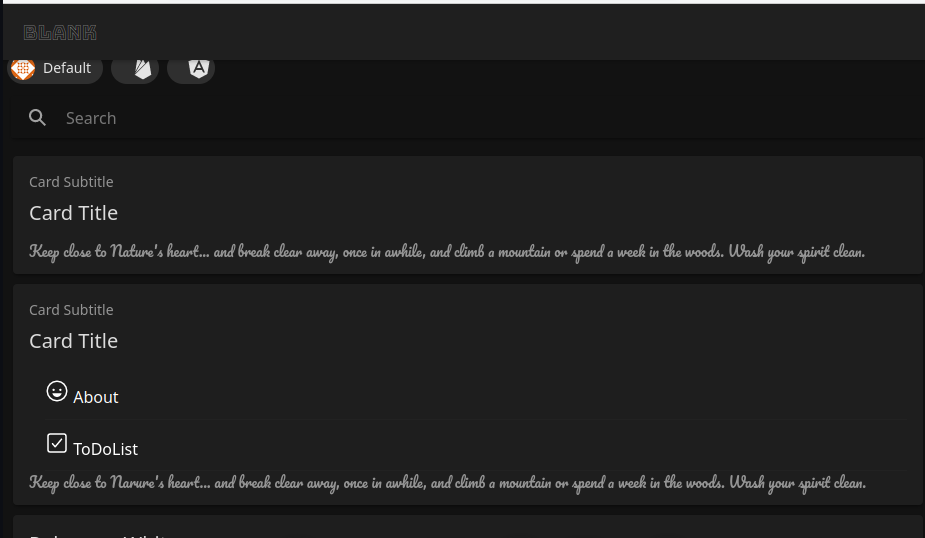 BLANK
Default
Search
Card Subtitle
Card Title
Keep close to Nature's heart... and break clear away, once in awhile, and climb a mountain or spend a week in the woods. Wash your spirit clean.
Card Subtitle
Card Title
About
ToDoList
Keep close to Narure's heart... and break clear away, once in awhile, and climb a mountain or spend a week in the woods. Wash your spirit clean.